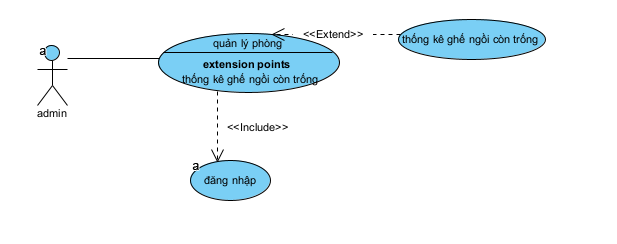 a
admin
quản lý phòng
extension points
thống kê ghế ngồi còn trống
<<Extend>>
thống kê ghế ngồi còn trống
<<Include>>
a
đăng nhập